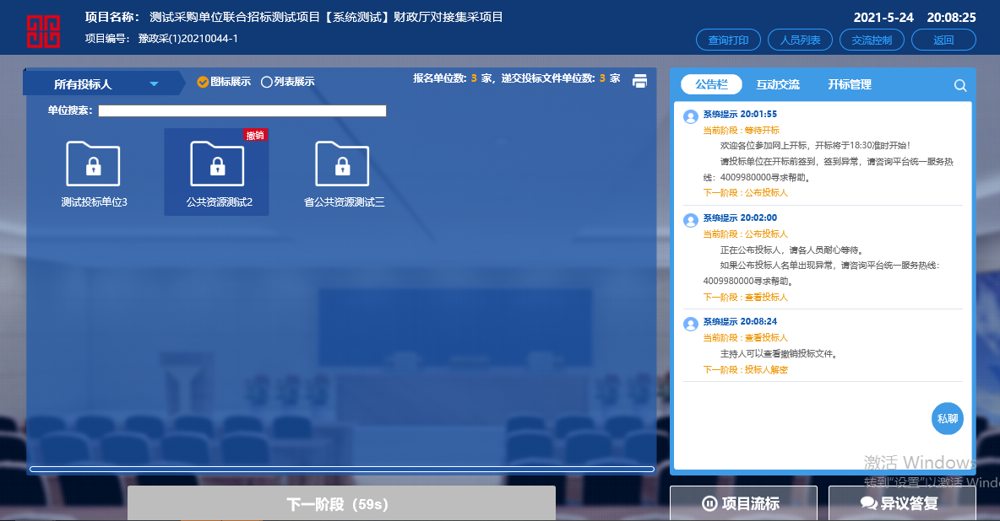 项目名称： 测试采购单位联合招标测试项目【系统测试】财政厅对接集采项目
2021-5-24 20:08:25
项目编号： 豫政采(1)20210044-1
查询打印 人员列表 交流控制 返回
所有投标人
图标展示 列表展示
报名单位数: 3 家，递交投标文件单位数: 3 家
单位搜索:
撤销
测试投标单位3 公共资源测试2 省公共资源测试三
公告栏 互动交流 开标管理
系统提示 20:01:55
当前阶段 : 等待开标
欢迎各位参加网上开标，开标将于18:30准时开始！
请投标单位在开标前签到，签到异常，请咨询平台统一服务热
线：4009980000寻求帮助。
下一阶段 : 公布投标人
系统提示 20:02:00
当前阶段 : 公布投标人
正在公布投标人，请各人员耐心等待。
如果公布投标人名单出现异常，请咨询平台统一服务热线：
4009980000寻求帮助。
下一阶段 : 查看投标人
系统提示 20:08:24
当前阶段 : 查看投标人
主持人可以查看撤销投标文件。
下一阶段 : 投标人解密
私聊
激活 Windows
转到"设置"以激活 Windo
下一阶段（59s）
项目流标 异议答复